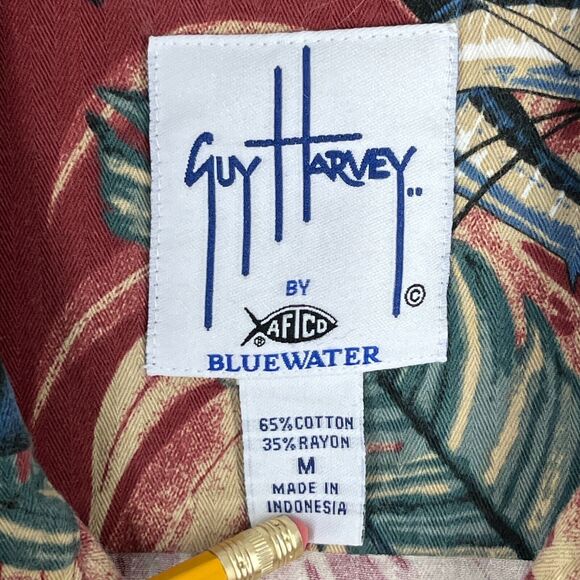 GUY HARVEY
BY ©
AFTCO
®
BLUEWATER
65% COTTON
35% RAYON
M
MADE IN
INDONESIA